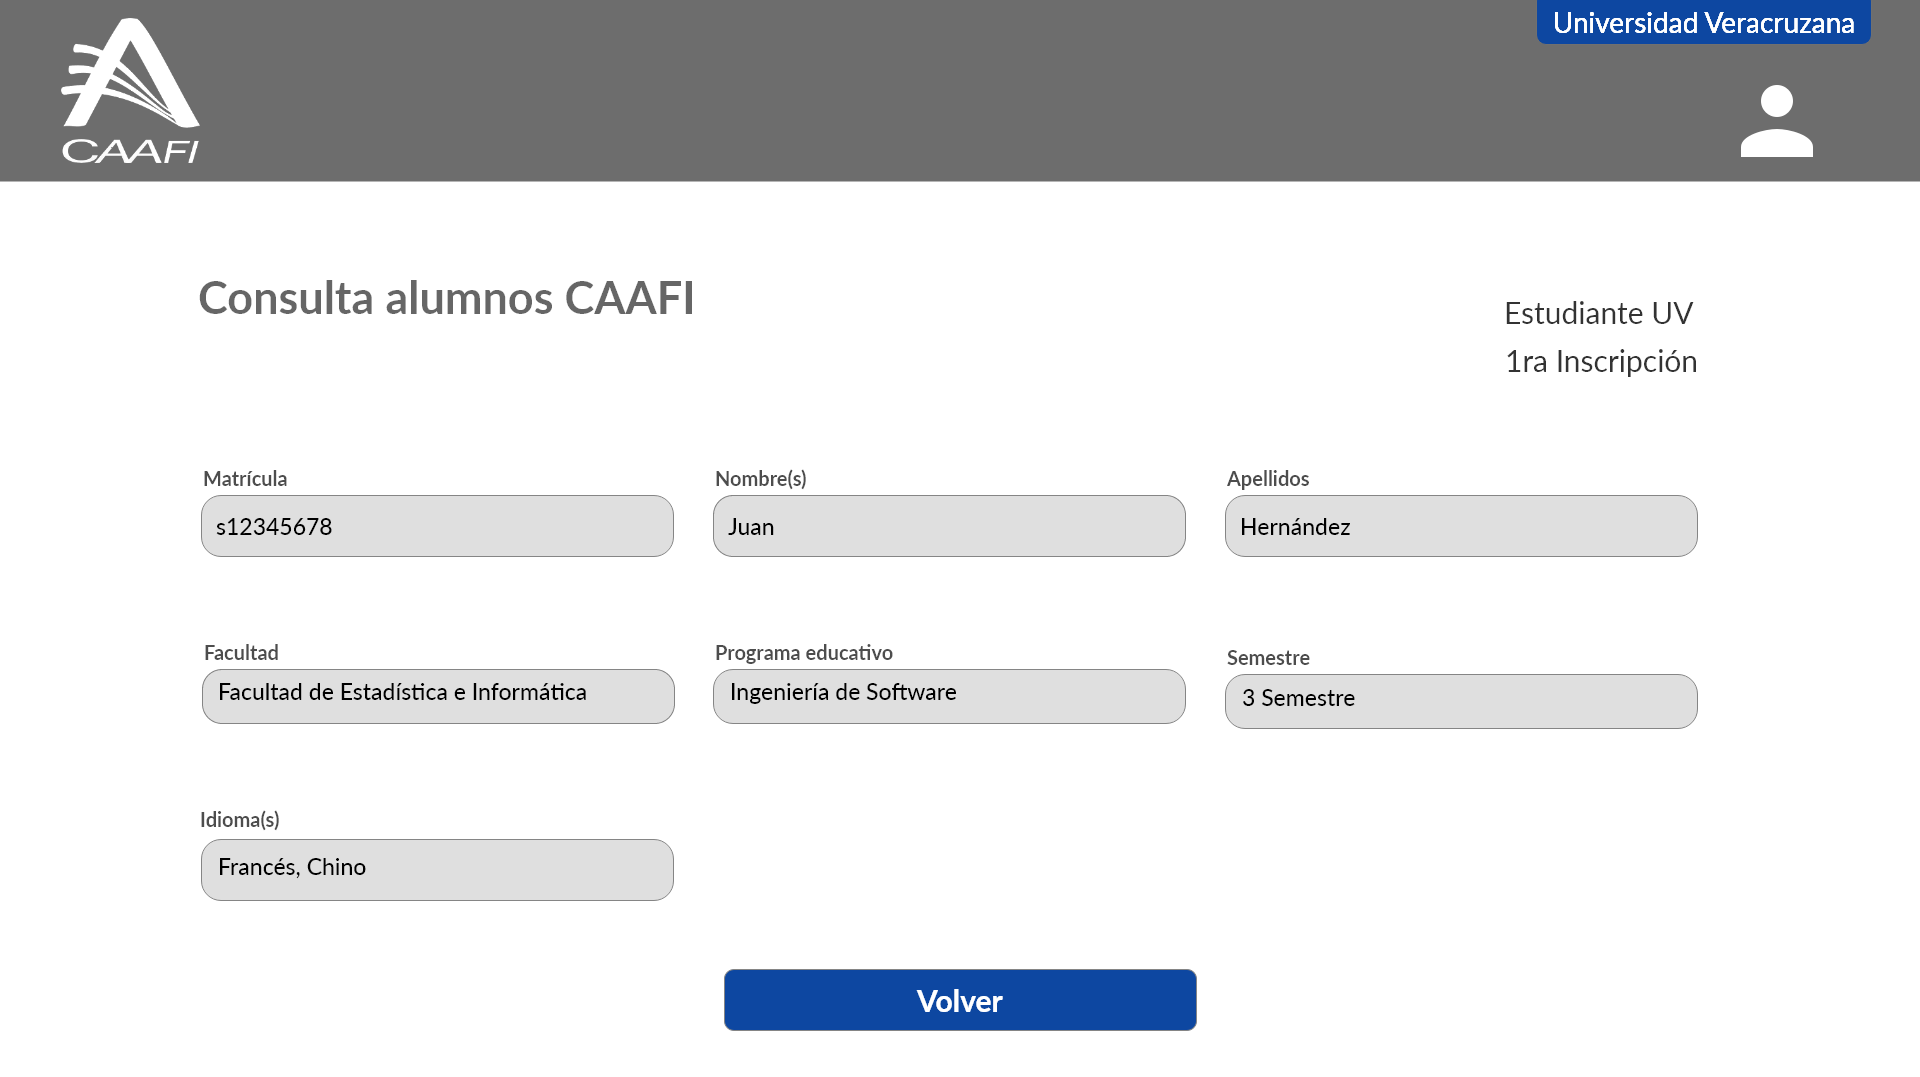 Universidad Veracruzana
CAAFI
Consulta alumnos CAAFI
Estudiante UV
1ra Inscripción
Matrícula
Nombre(s)
Apellidos
s12345678
Juan
Hernández
Facultad
Programa educativo
Semestre
Facultad de Estadística e Informática
Ingeniería de Software
3 Semestre
Idioma(s)
Francés, Chino
Volver